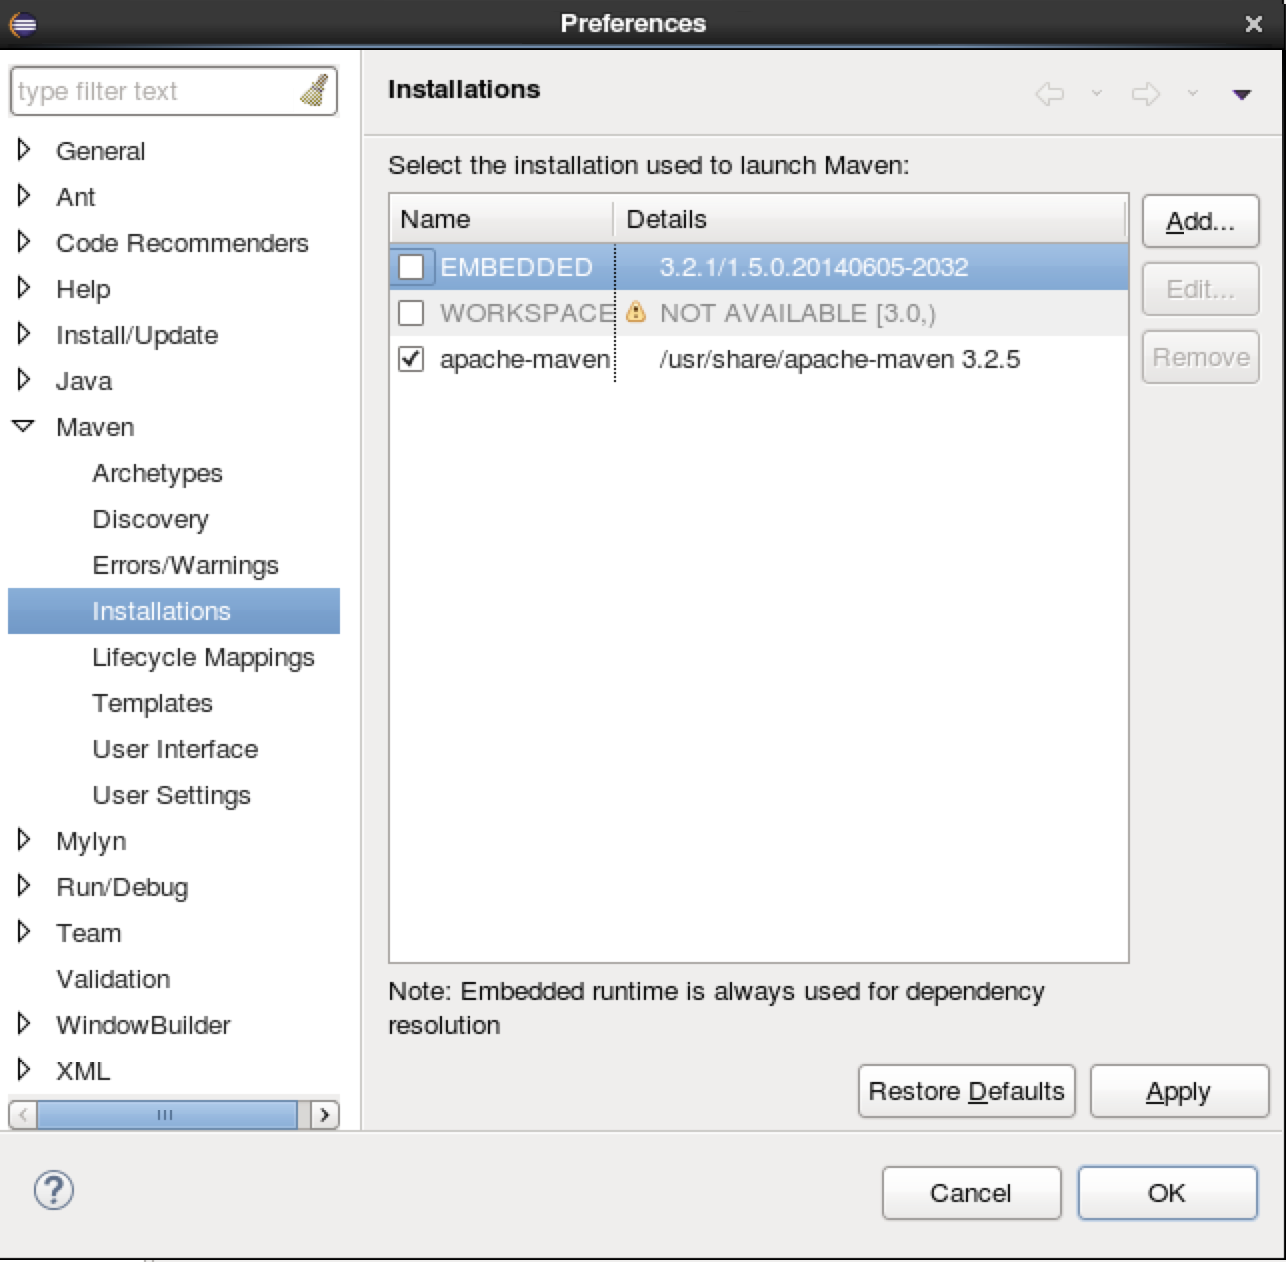 Preferences
type filter text
General
Ant
Code Recommenders
Help
Install/Update
Java
Maven
Archetypes
Discovery
Errors/Warnings
Installations
Lifecycle Mappings
Templates
User Interface
User Settings
Mylyn
Run/Debug
Team
Validation
WindowBuilder
XML
Installations
Select the installation used to launch Maven:
Name Details
EMBEDDED 3.2.1/1.5.0.20140605-2032
WORKSPACE NOT AVAILABLE [3.0,)
apache-maven /usr/share/apache-maven 3.2.5
Add...
Edit...
Remove
Note: Embedded runtime is always used for dependency
resolution
Restore Defaults Apply
? Cancel OK